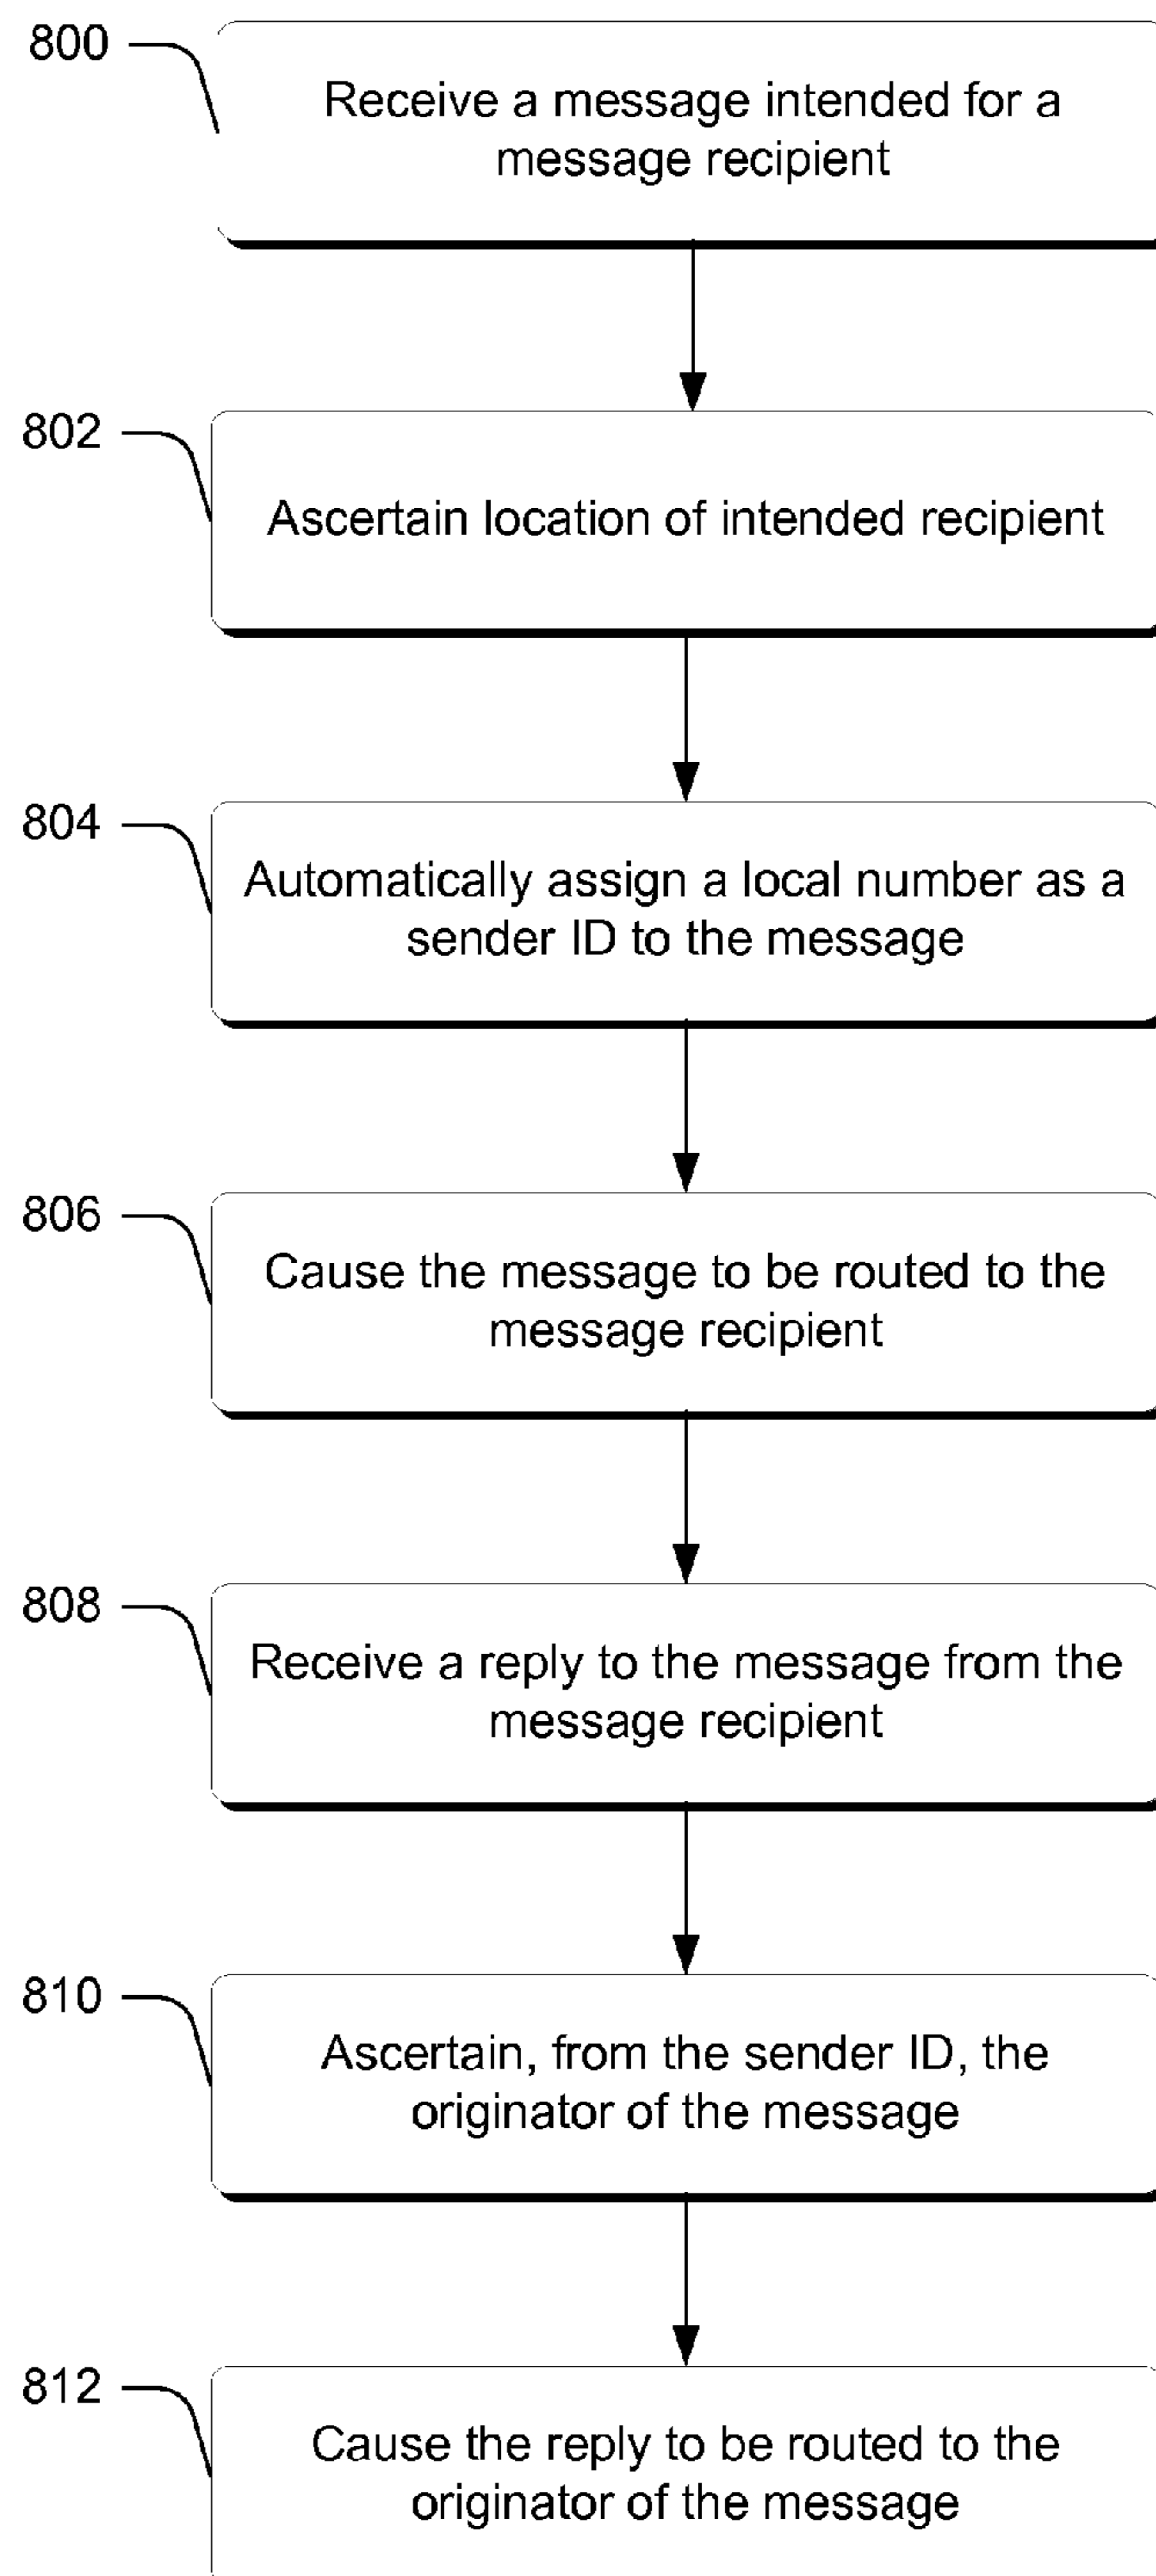 800
Receive a message intended for a
message recipient
802
Ascertain location of intended recipient
804
Automatically assign a local number as a
sender ID to the message
806
Cause the message to be routed to the
message recipient
808
Receive a reply to the message from the
message recipient
810
Ascertain, from the sender ID, the
originator of the message
812
Cause the reply to be routed to the
originator of the message